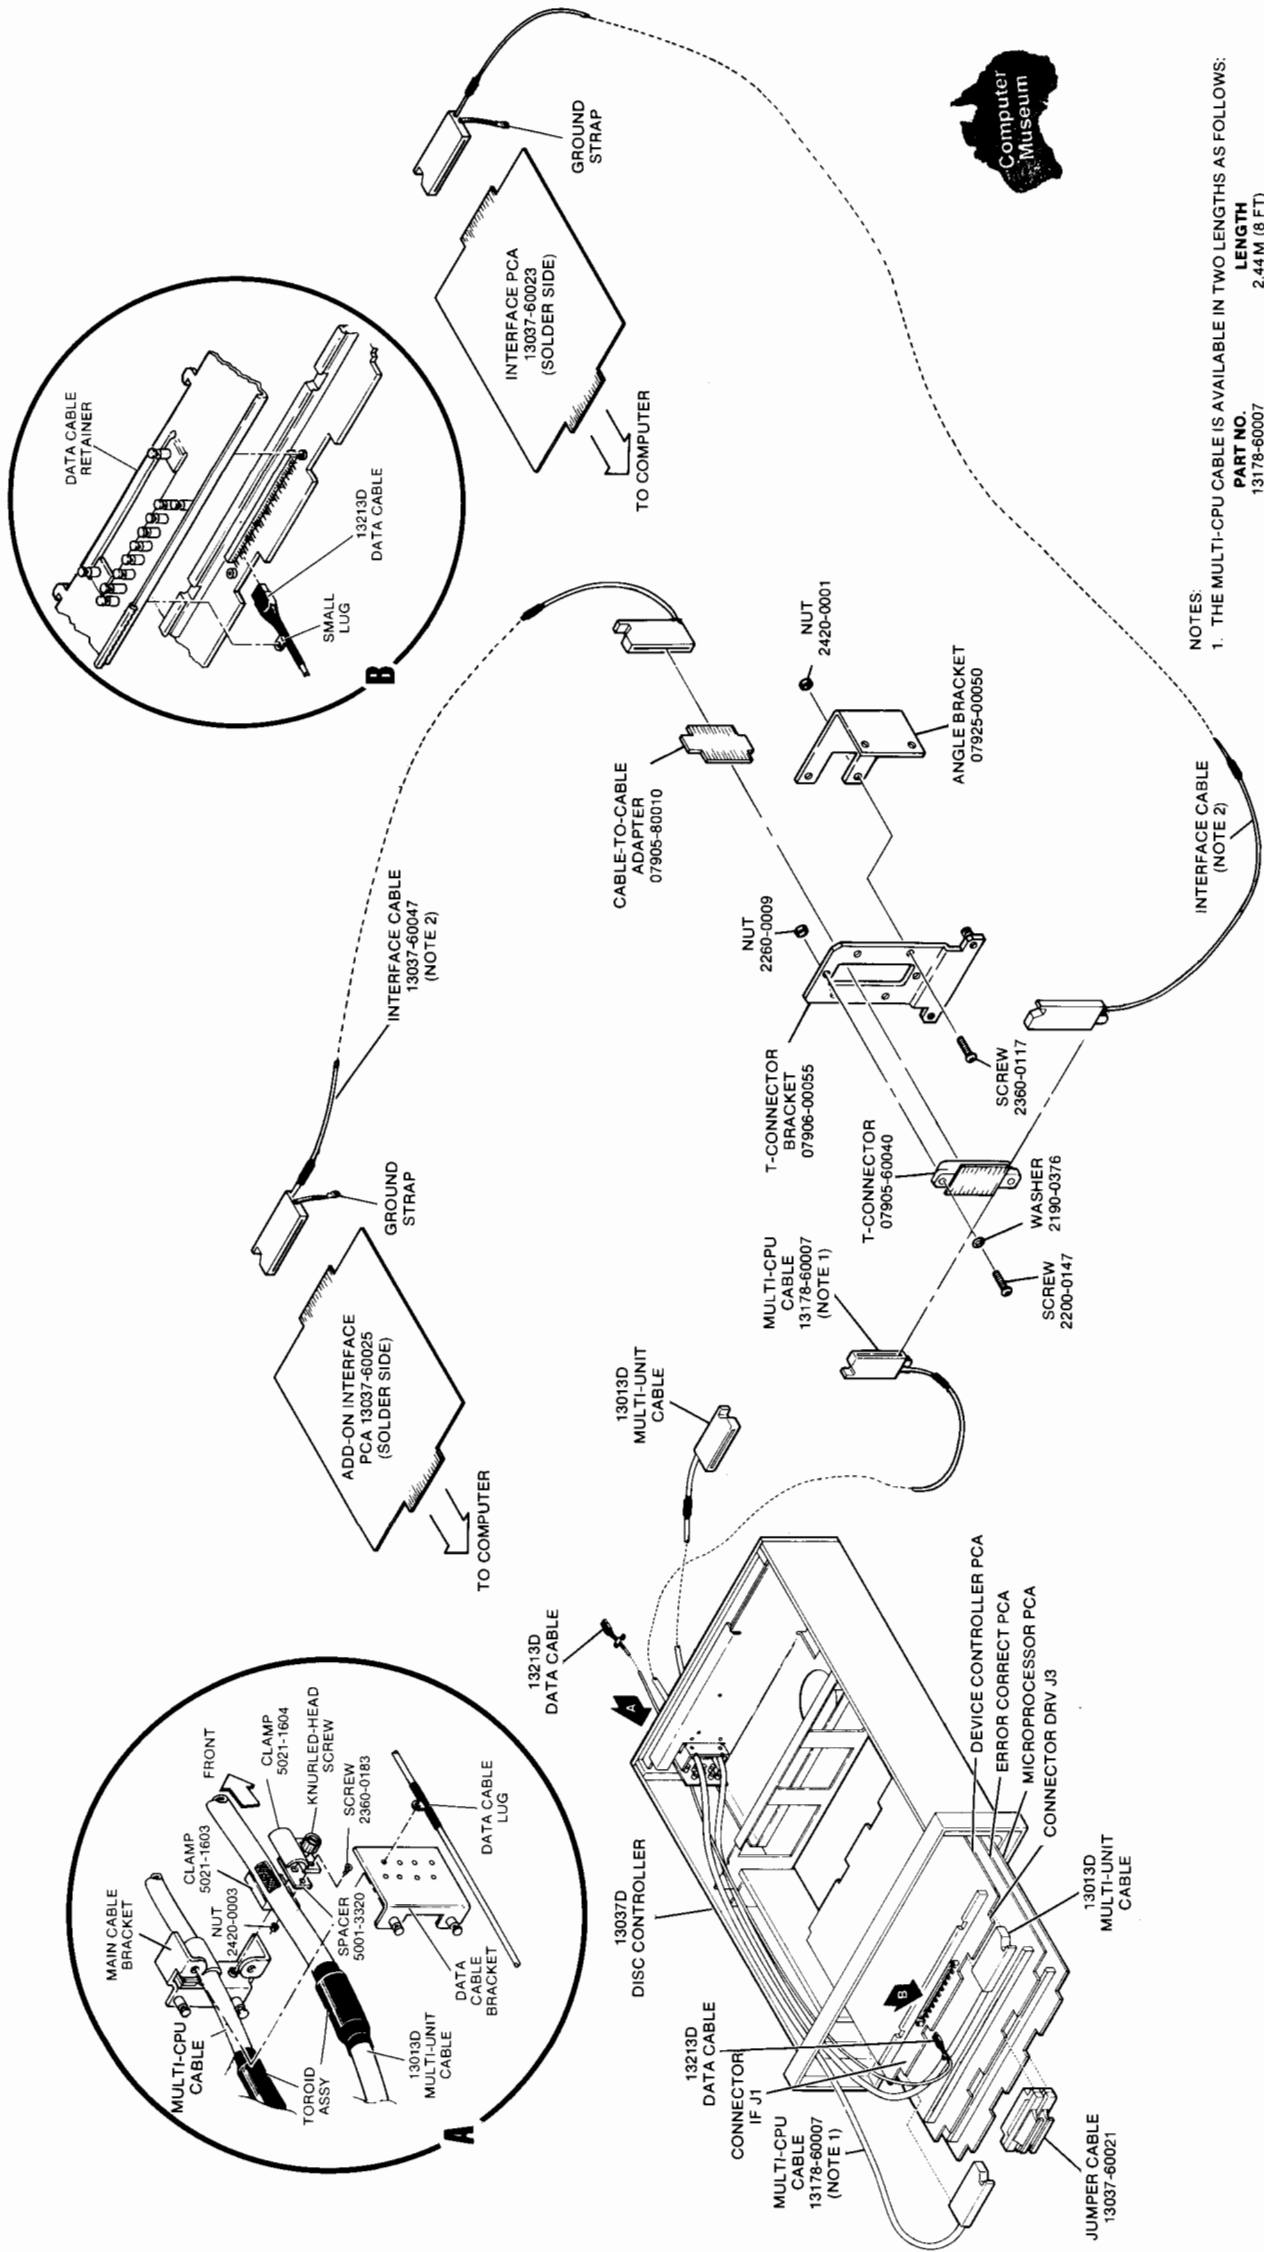 MAIN CABLE
BRACKET
CLAMP
5021-1603
FRONT
CLAMP
5021-1604
KNURLED-HEAD
SCREW
SCREW
2360-0183
NUT
2420-0003
MULTI-CPU
CABLE
SPACER
5001-3320
TOROID
ASSY
DATA
CABLE
BRACKET
DATA CABLE
LUG
13013D
MULTI-UNIT
CABLE
A
ADD-ON INTERFACE
PCA 13037-60025
(SOLDER SIDE)
TO COMPUTER
GROUND
STRAP
INTERFACE CABLE
13037-60047
(NOTE 2)
DATA CABLE
RETAINER
13213D
DATA CABLE
SMALL
LUG
B
INTERFACE PCA
13037-60023
(SOLDER SIDE)
TO COMPUTER
GROUND
STRAP
Computer
Museum
13037D
DISC CONTROLLER
13213D
DATA CABLE
A
13013D
MULTI-UNIT
CABLE
CABLE-TO-CABLE
ADAPTER
07905-80010
NUT
2420-0001
NUT
2260-0009
ANGLE BRACKET
07925-00050
T-CONNECTOR
BRACKET
07906-00055
T-CONNECTOR
07905-60040
MULTI-CPU
CABLE
13178-60007
(NOTE 1)
SCREW
2360-0117
WASHER
2190-0376
SCREW
2200-0147
INTERFACE CABLE
(NOTE 2)
13213D
DATA CABLE
CONNECTOR
IF J1
MULTI-CPU
CABLE
13178-60007
(NOTE 1)
B
DEVICE CONTROLLER PCA
ERROR CORRECT PCA
MICROPROCESSOR PCA
CONNECTOR DRV J3
13013D
MULTI-UNIT
CABLE
JUMPER CABLE
13037-60021
NOTES:
1. THE MULTI-CPU CABLE IS AVAILABLE IN TWO LENGTHS AS FOLLOWS:
PART NO. LENGTH
13178-60007 2.44 M (8 FT)